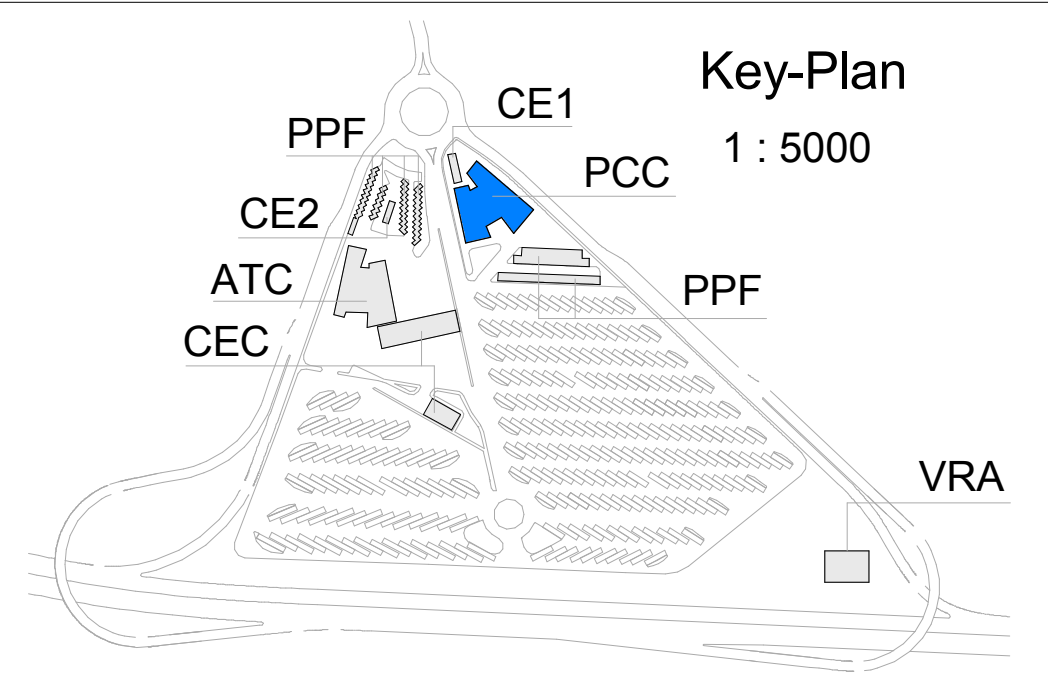 Key-Plan
1 : 5000
CE1
PPF
PCC
CE2
ATC
PPF
CEC
VRA